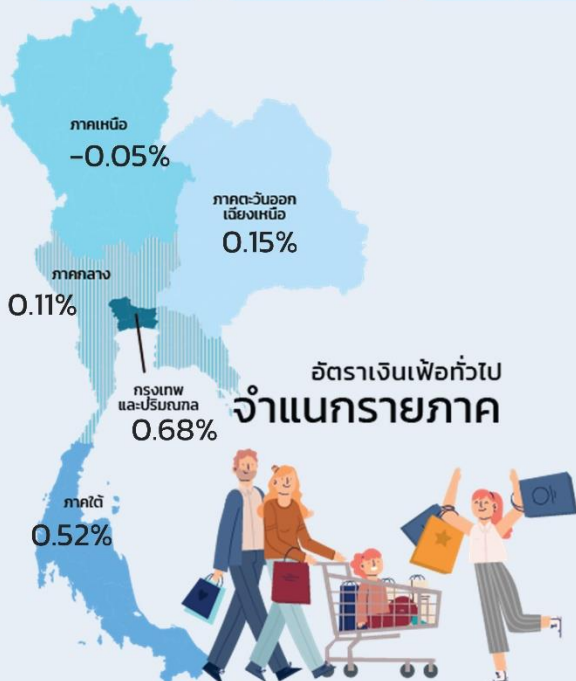 ภาคเหนือ
-0.05%
ภาคตะวันออก
เฉียงเหนือ
0.15%
ภาคกลาง
0.11%
กรุงเทพ
และปริมณฑล
0.68%
อัตราเงินเฟ้อทั่วไป
จำแนกรายภาค
ภาคใต้
0.52%